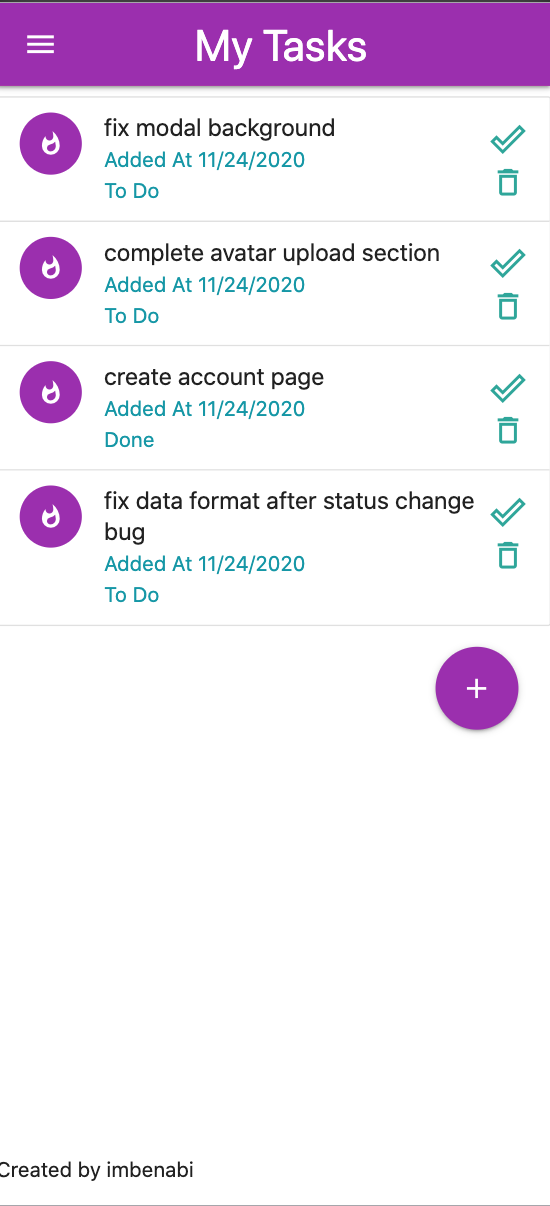 My Tasks
fix modal background
Added At 11/24/2020
To Do
complete avatar upload section
Added At 11/24/2020
To Do
create account page
Added At 11/24/2020
Done
fix data format after status change
bug
Added At 11/24/2020
To Do
+
Created by imbenabi